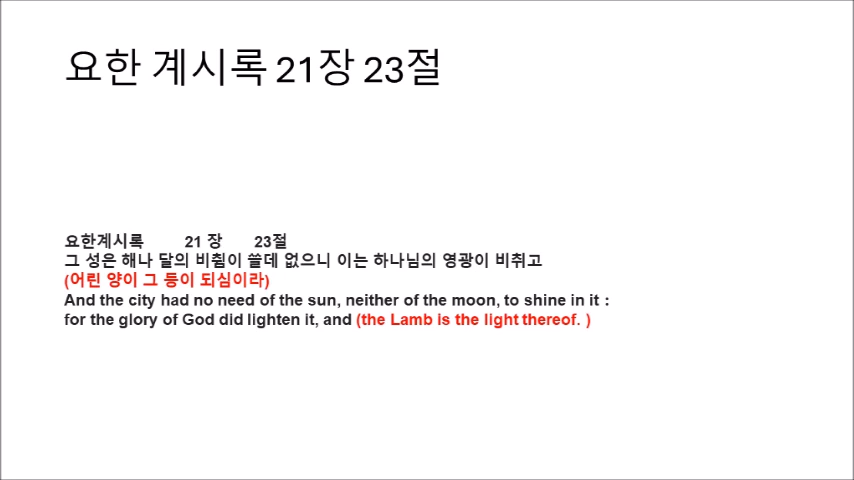 요한 계시록 21장 23절
요한계시록 21 장 23절
그 성은 해나 달의 비췸이 쓸데 없으니 이는 하나님의 영광이 비취고
(어린 양이 그 등이 되심이라)
And the city had no need of the sun, neither of the moon, to shine in it :
for the glory of God did lighten it, and (the Lamb is the light thereof. )